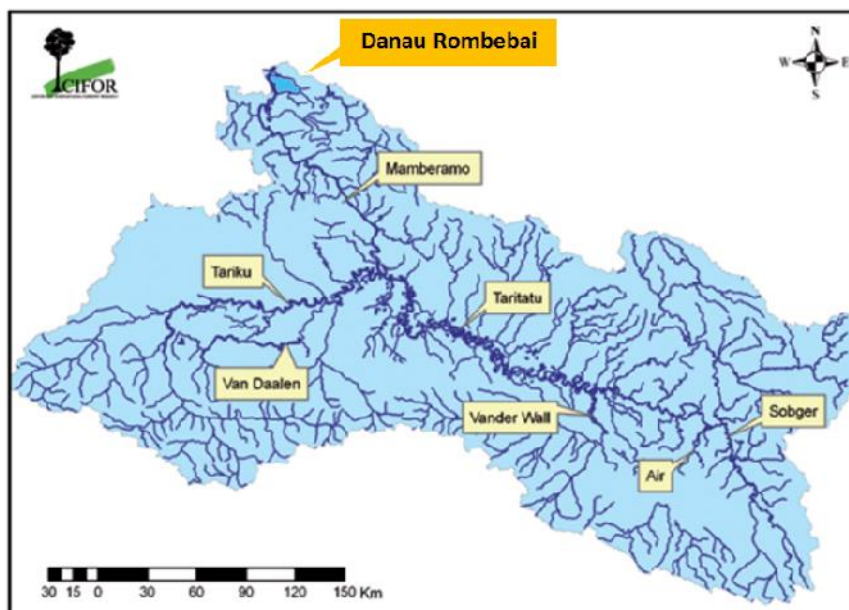 Danau Rombebai
CIFOR
N
W E
S
Mamberamo
Tariku
Taritatu
Van Daalen
Vander Wall
Sobger
Air
30 15 0 30 60 90 120 150 Km